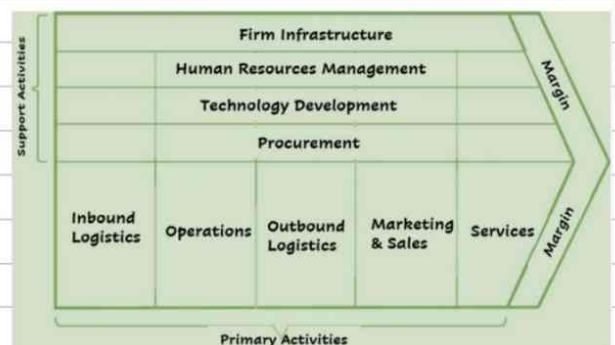 Support Activities
Firm Infrastructure
Human Resources Management
Technology Development
Procurement
Margin
Inbound
Logistics
Operations
Outbound
Logistics
Marketing
& Sales
Services
Margin
Primary Activities